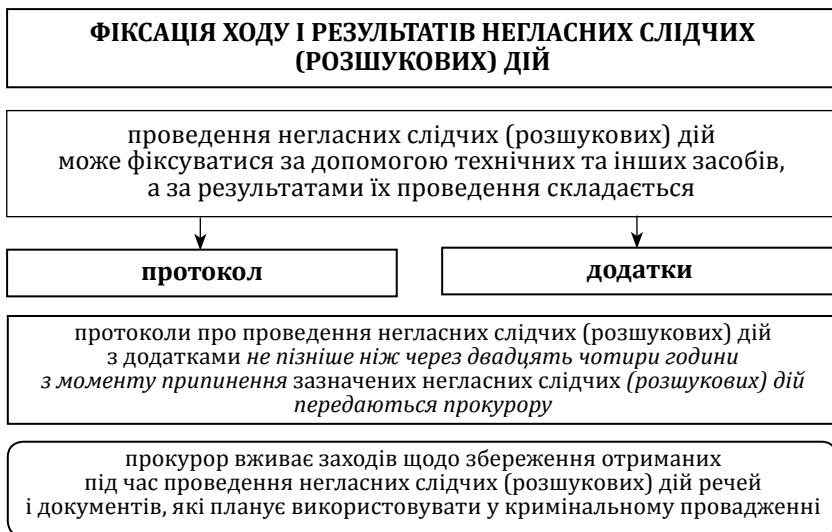 ФІКСАЦІЯ ХОДУ І РЕЗУЛЬТАТІВ НЕГЛАСНИХ СЛІДЧИХ
(РОЗШУКОВИХ) ДІЙ
проведення негласних слідчих (розшукових) дій
може фіксуватися за допомогою технічних та інших засобів,
а за результатами їх проведення складається
протокол
додатки
протоколи про проведення негласних слідчих (розшукових) дій
з додатками не пізніше ніж через двадцять чотири години
з моменту припинення зазначених негласних слідчих (розшукових) дій
передаються прокурору
прокурор вживає заходів щодо збереження отриманих
під час проведення негласних слідчих (розшукових) дій речей
і документів, які планує використовувати у кримінальному провадженні